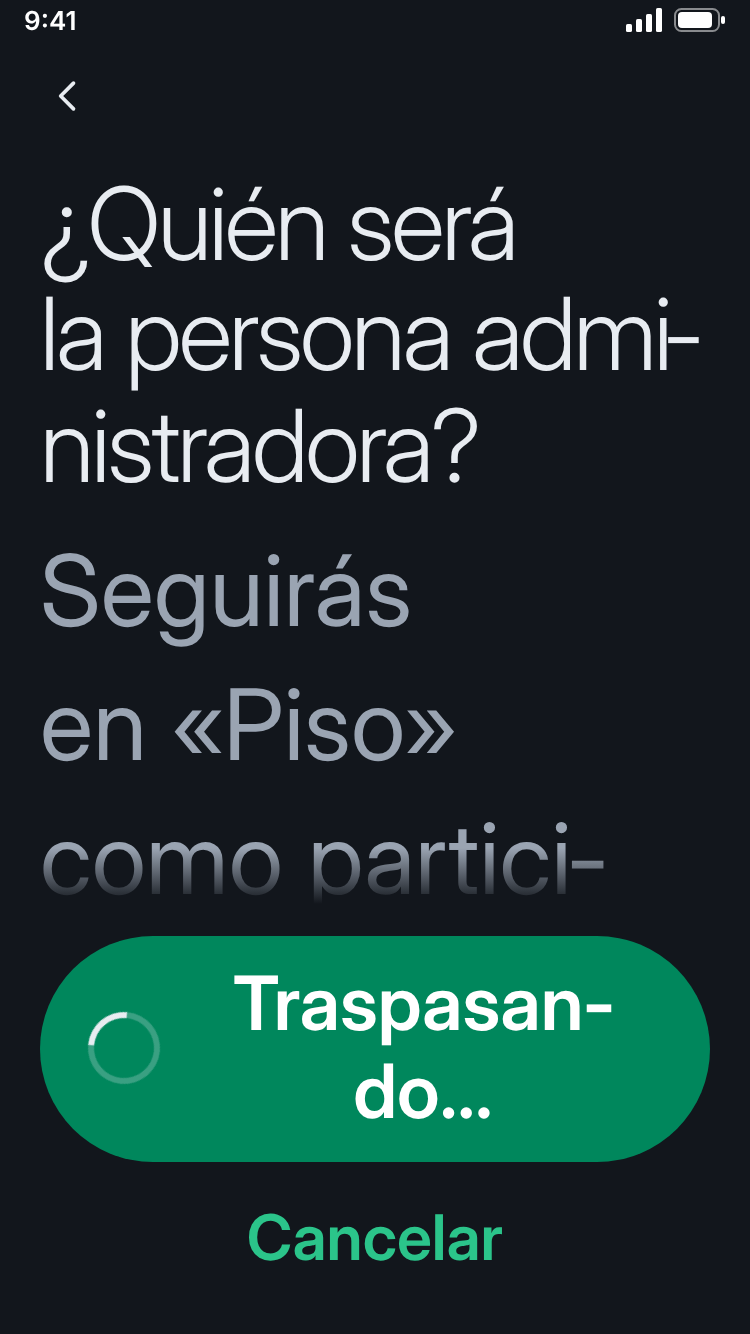 9:41
¿Quién será
la persona admi-
nistradora?
Seguirás
en «Piso»
como partici-
Traspasan-
do...
Cancelar